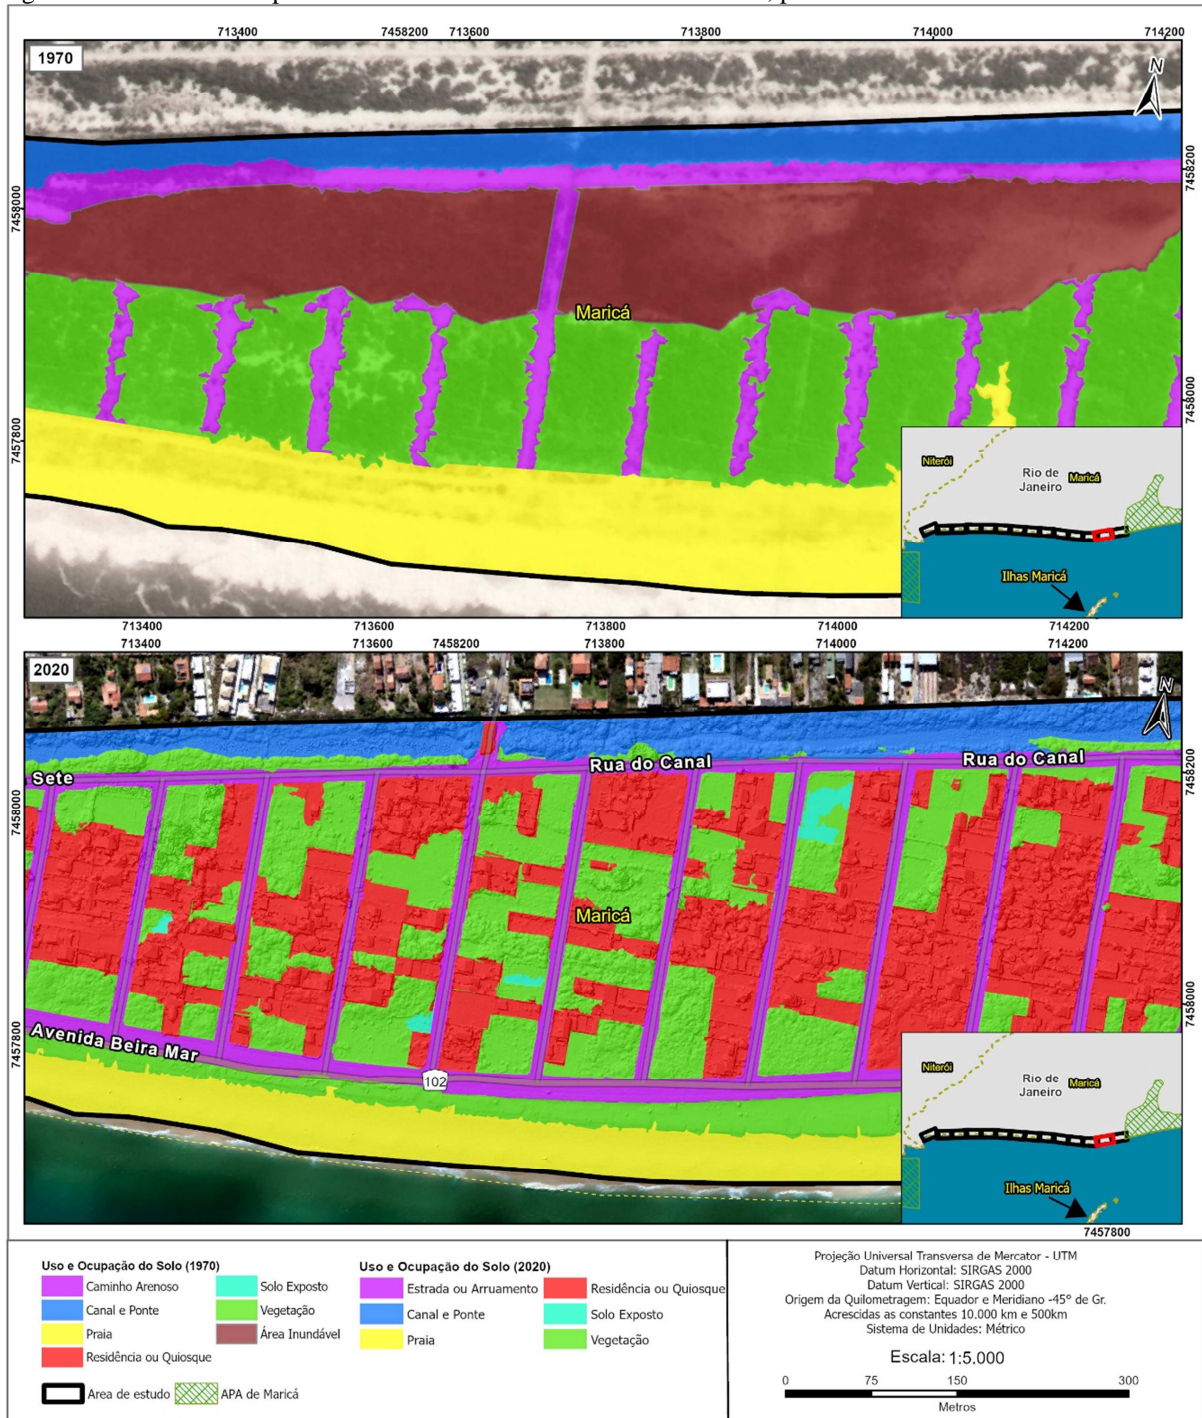 713400 7458200 713600 713800 714000 714200
1970
N
7458000
7458200
Maricá
7457800
7458000
Niterói
Rio de
Janeiro
Maricá
Ilhas Maricá
713400 713600 713800 714000 714200
713400 713600 7458200 713800 714000 714200
2020
N
Sete
Rua do Canal
Rua do Canal
7458000
7458200
Maricá
7457800
7458000
Avenida Beira Mar
102
Niterói
Rio de
Janeiro
Maricá
Ilhas Maricá
7457800
Uso e Ocupação do Solo (1970)
Caminho Arenoso
Canal e Ponte
Praia
Residência ou Quiosque
Solo Exposto
Vegetação
Área Inundável
Area de estudo
APA de Maricá
Uso e Ocupação do Solo (2020)
Estrada ou Arruamento
Canal e Ponte
Praia
Residência ou Quiosque
Solo Exposto
Vegetação
Projeção Universal Transversa de Mercator - UTM
Datum Horizontal: SIRGAS 2000
Datum Vertical: SIRGAS 2000
Origem da Quilometragem: Equador e Meridiano -45° de Gr.
Acrescidas as constantes 10.000 km e 500km
Sistema de Unidades: Métrico
Escala: 1:5.000
0 75 150 300
Metros